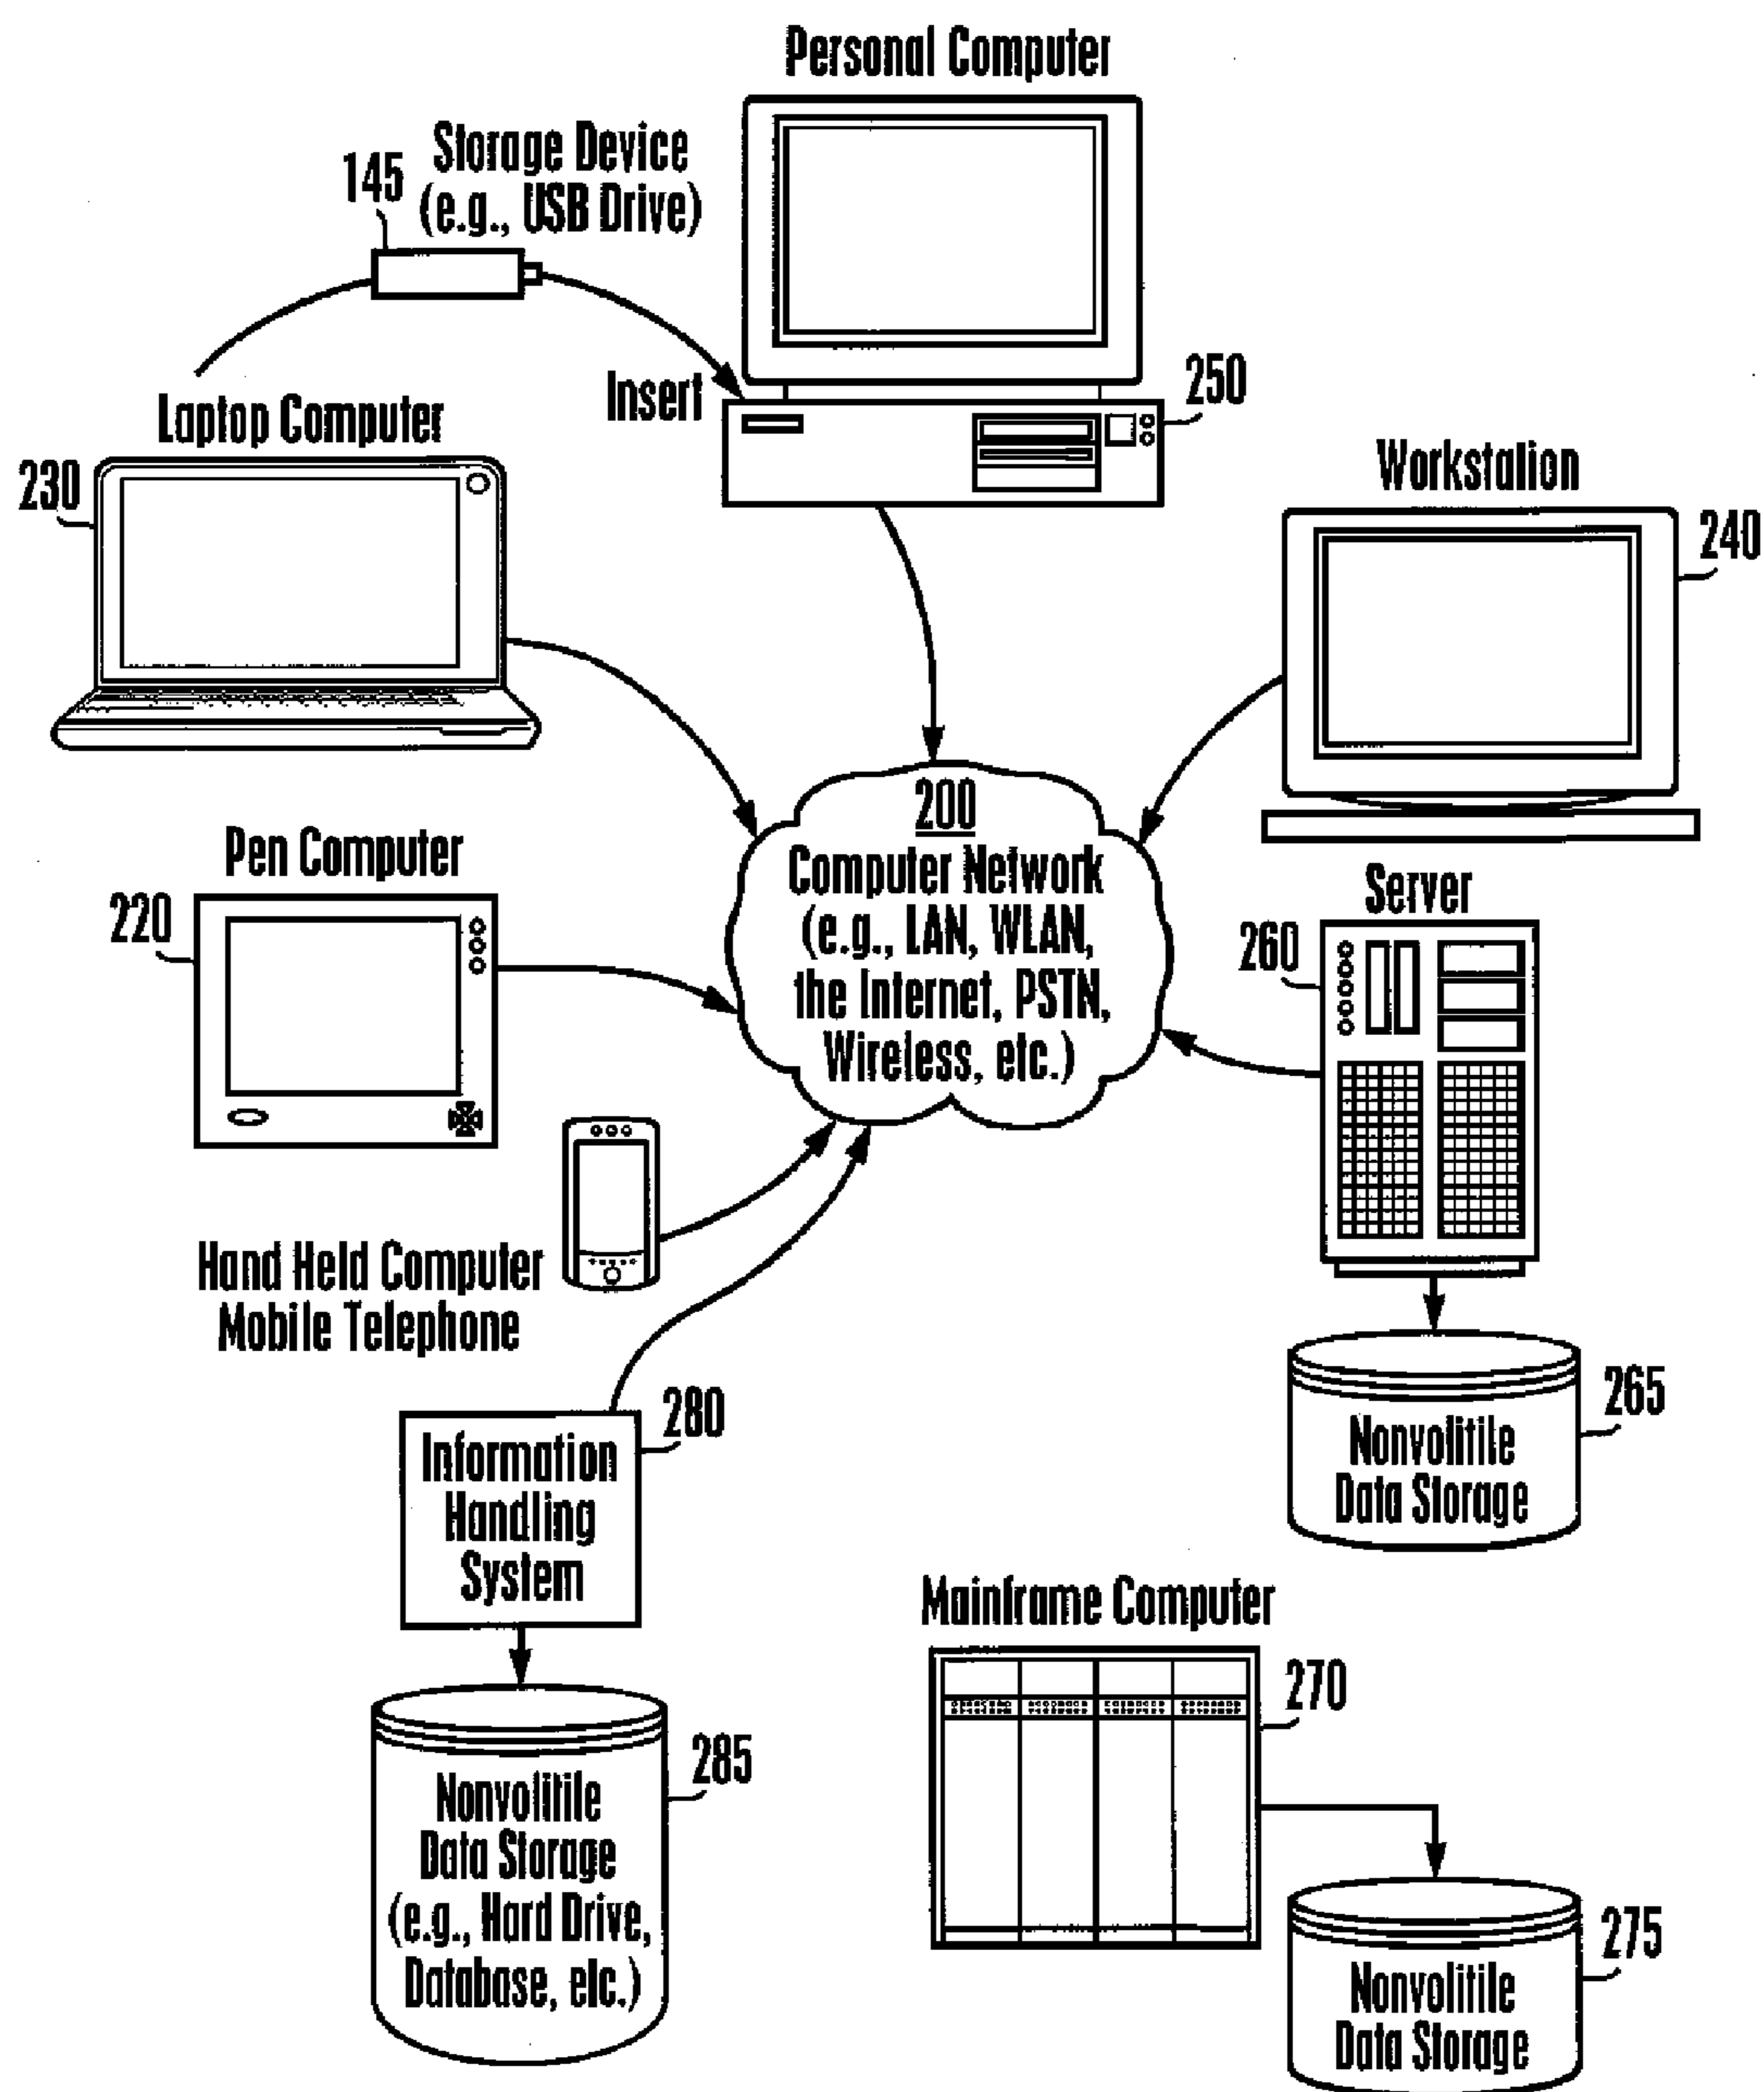 Personal Computer
Storage Device
(e.g., USB Drive)
145
Insert
250
Laptop Computer
230
Workstation
240
200
Computer Network
(e.g., LAN, WLAN,
the Internet, PSTN,
Wireless, etc.)
Pen Computer
220
Server
260
Hand Held Computer
Mobile Telephone
280
Information
Handling
System
265
Nonvolitile
Data Storage
Mainframe Computer
270
285
Nonvolitile
Data Storage
(e.g., Hard Drive,
Database, etc.)
275
Nonvolitile
Data Storage